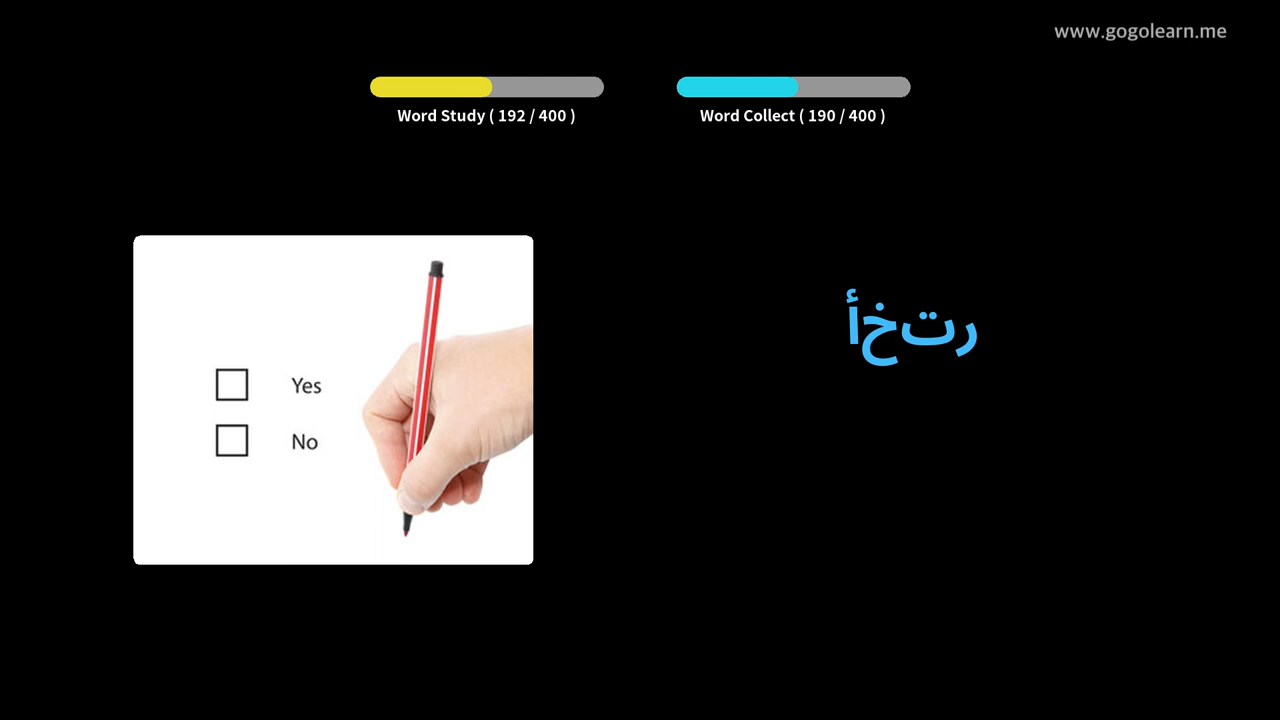 www.gogolearn.me
Word Study ( 192 / 400 )
Word Collect ( 190 / 400 )
Yes
No
رتخأ